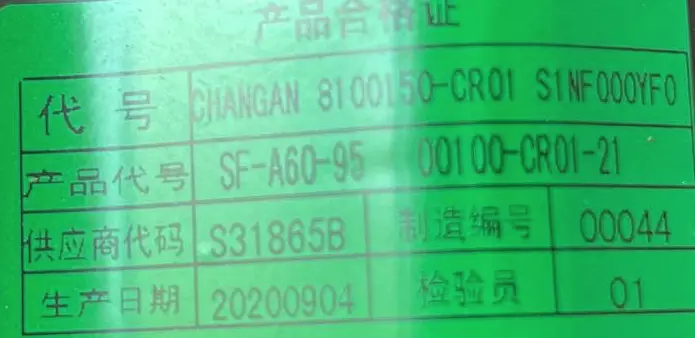 产品合格证
代号 CHANGAN 8100150-CR01 S1NF000YF0
产品代号 SF-A60-95 00100-CR01-21
供应商代码 S31865B 制造编号 00044
生产日期 20200904 检验员 01